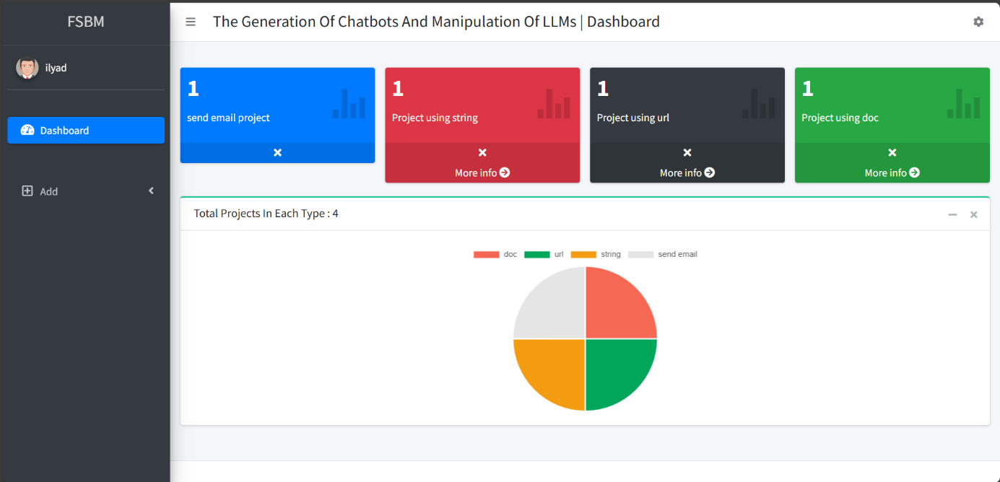 FSBM
The Generation Of Chatbots And Manipulation Of LLMs | Dashboard
ilyad
Dashboard
Add
1
send email project
1
Project using string
More info
1
Project using url
More info
1
Project using doc
More info
Total Projects In Each Type : 4
doc url string send email